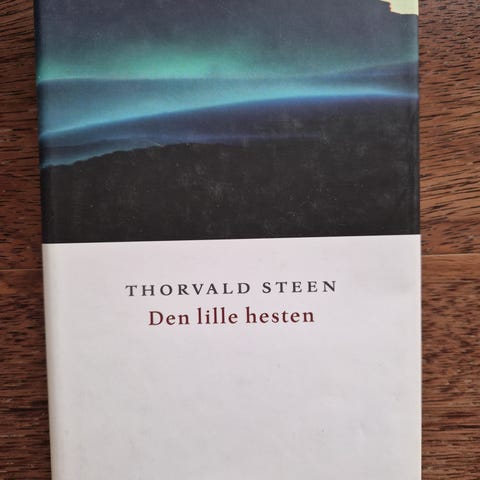 THORVALD STEEN
Den lille hesten